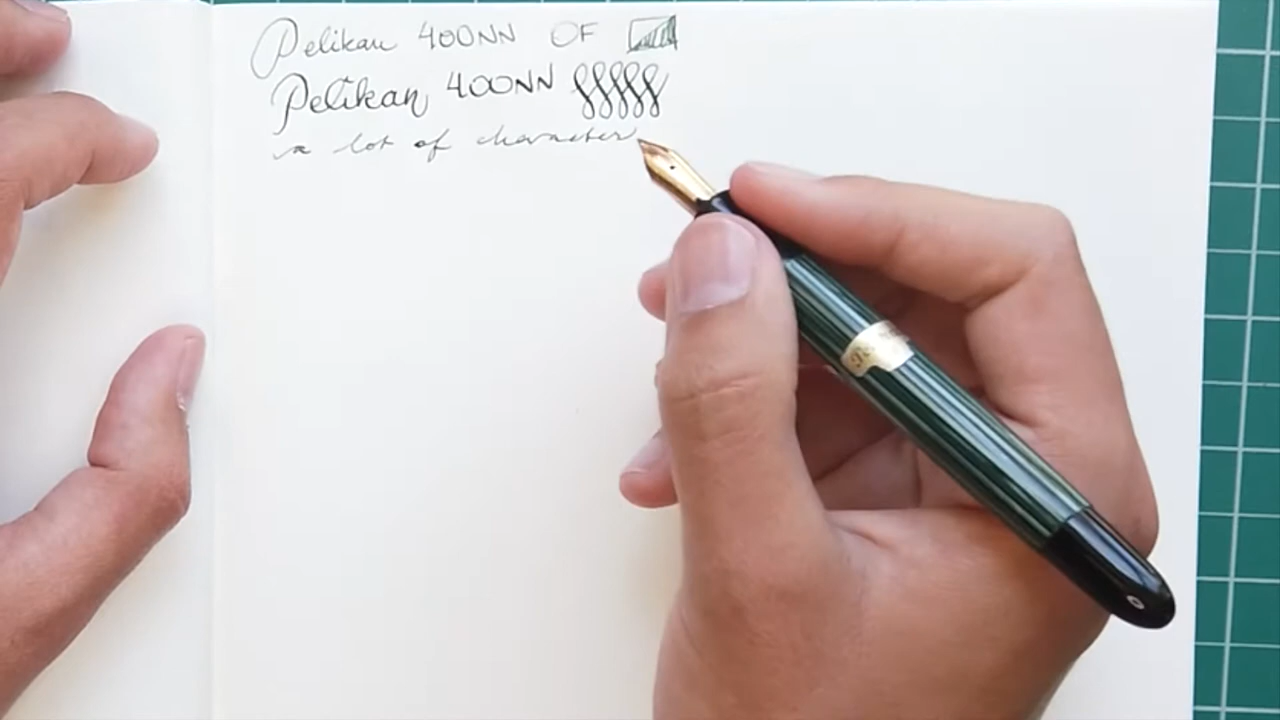 Pelikan 400NN OF
Pelikan 400NN
a lot of character